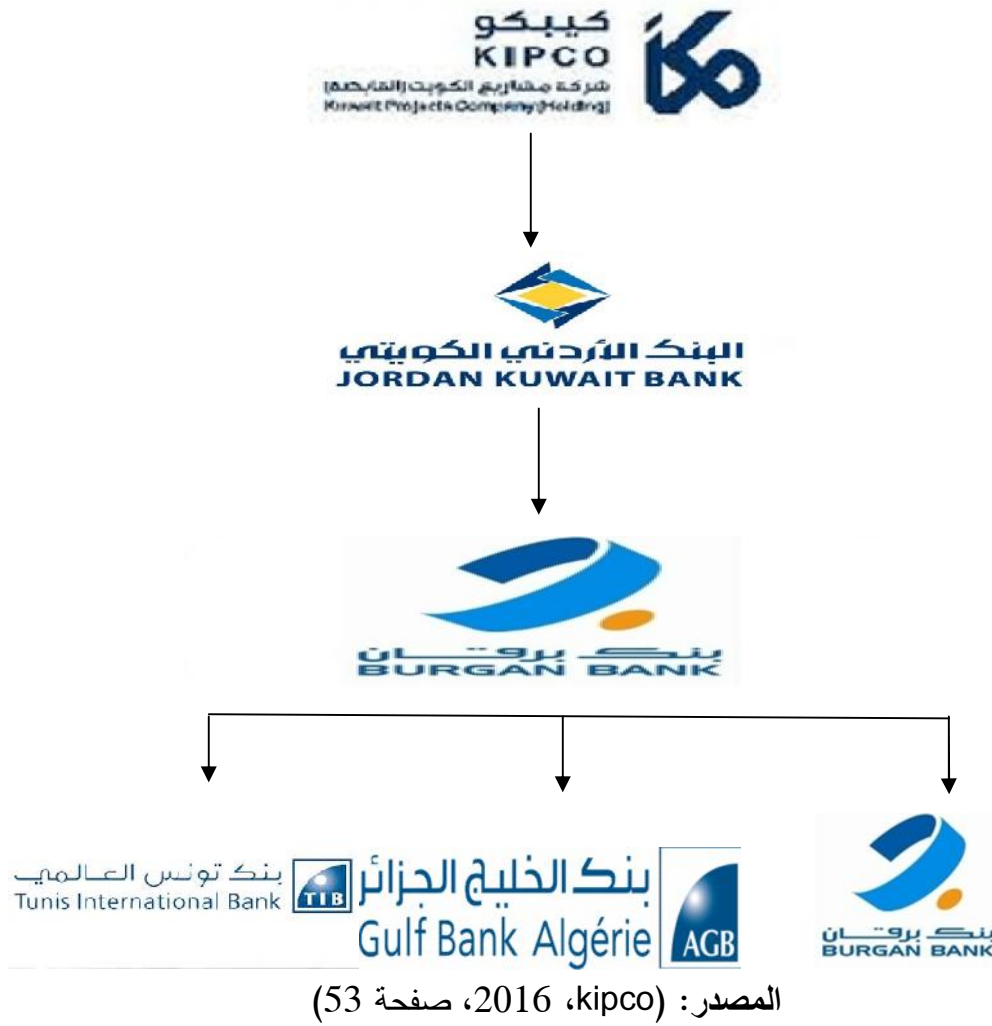 كيبكو
KIPCO
شركة مشاريع الكويت (القابضة)
Kuwait Projects Company (Holding)
البنك الأردني الكويتي
JORDAN KUWAIT BANK
بنك برقان
BURGAN BANK
بنك تونس العالمي
Tunis International Bank
TIB
بنك الخليج الجزائر
Gulf Bank Algérie
AGB
بنك برقان
BURGAN BANK
المصدر: (kipco، 2016، صفحة 53)